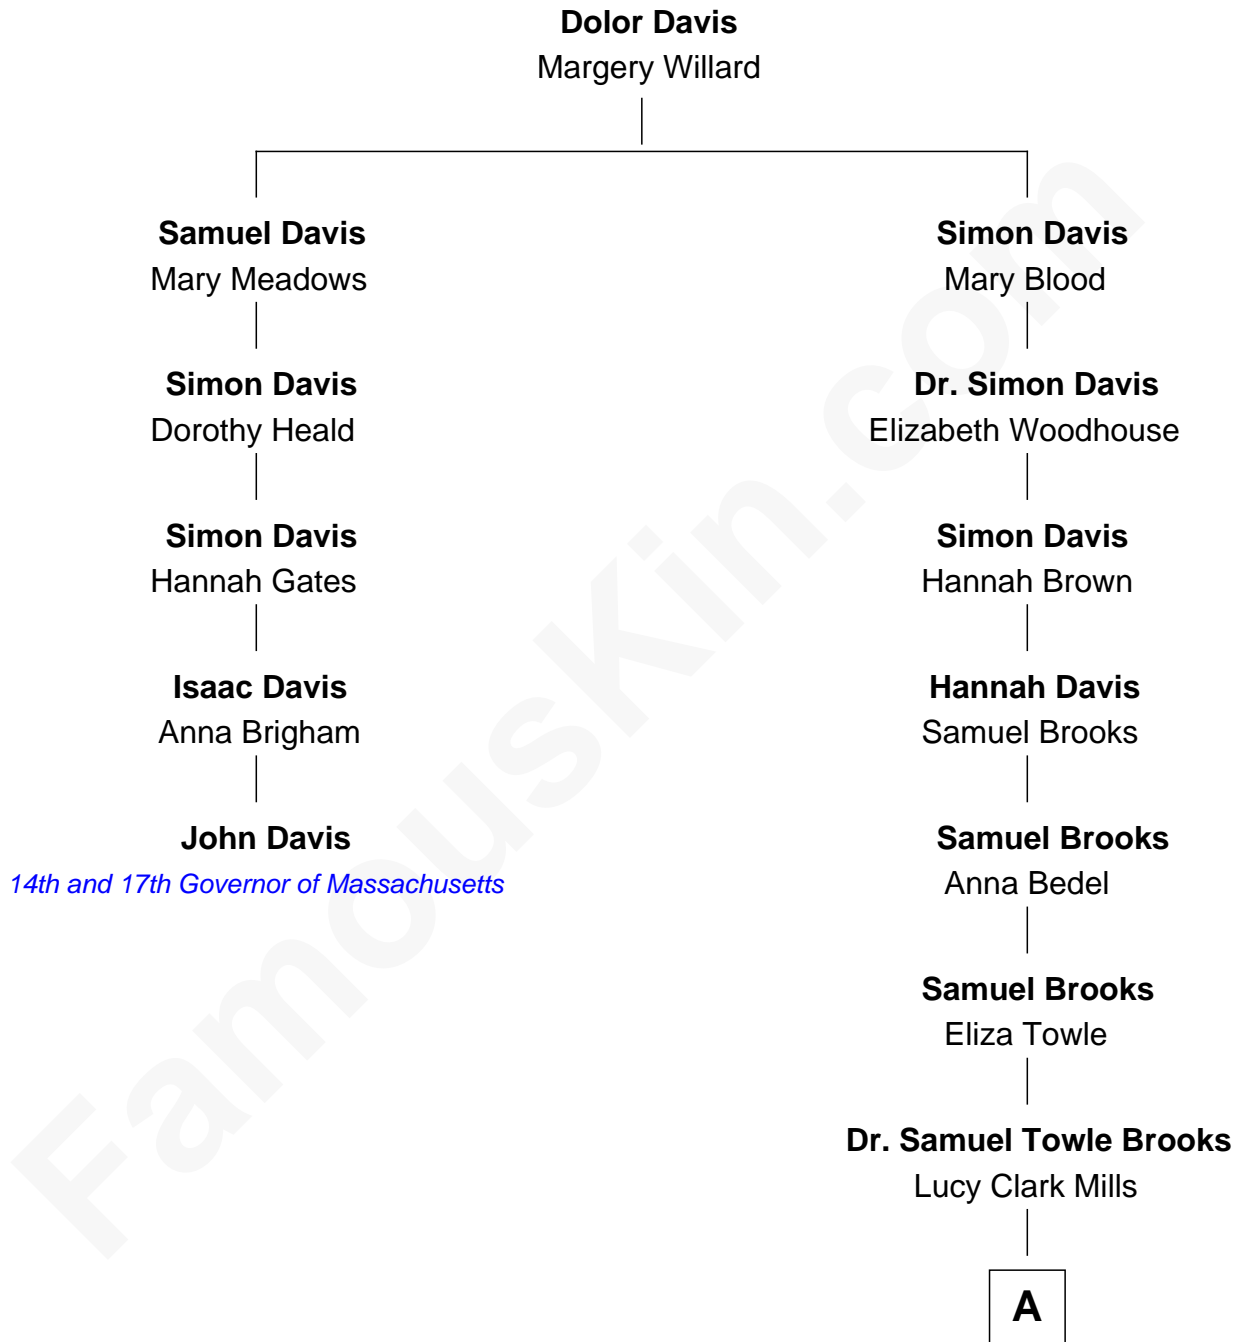 Dolor Davis
Margery Willard
Samuel Davis
Mary Meadows
Simon Davis
Mary Blood
Simon Davis
Dorothy Heald
Dr. Simon Davis
Elizabeth Woodhouse
Simon Davis
Hannah Gates
Simon Davis
Hannah Brown
Isaac Davis
Anna Brigham
Hannah Davis
Samuel Brooks
John Davis
14th and 17th Governor of Massachusetts
Samuel Brooks
Anna Bedel
Samuel Brooks
Eliza Towle
Dr. Samuel Towle Brooks
Lucy Clark Mills
A
FamousKin.com